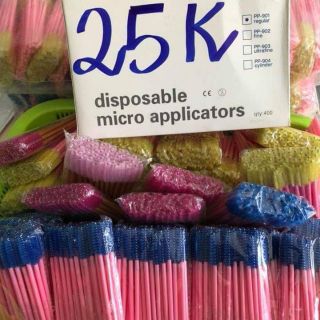 25K
PP-901
regular
PP-902
fine
PP-903
ultrafine
PP-904
cylinder
disposable
micro applicators
CE
qty 400